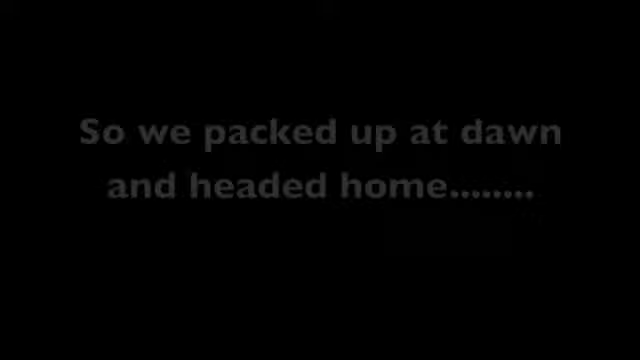 So we packed up at dawn
and headed home........